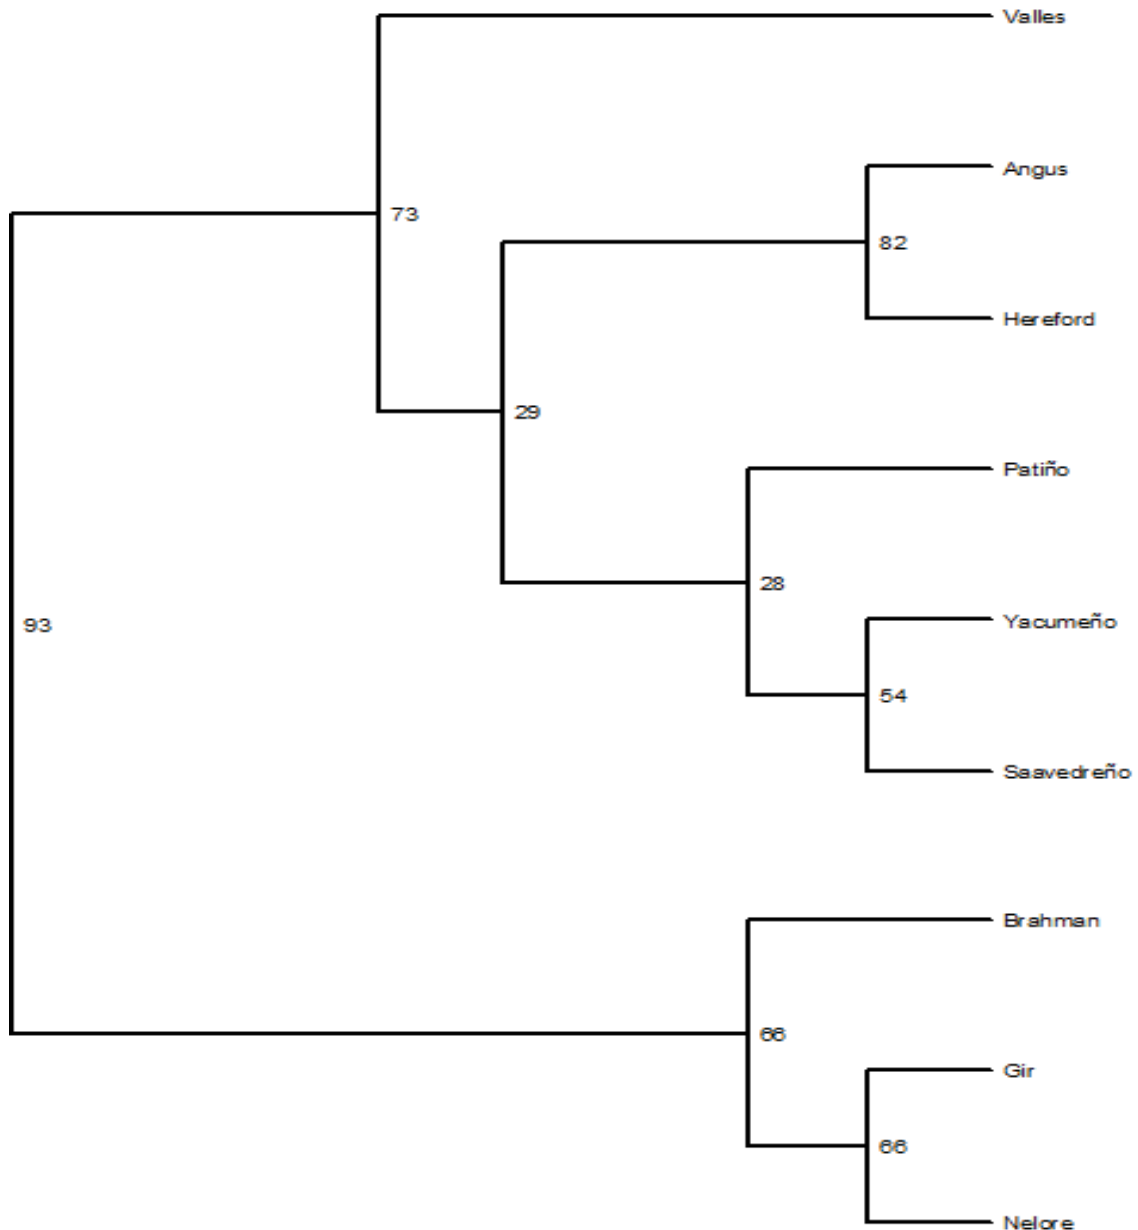 Valles
Angus
73
82
Hereford
29
Patiño
28
Yacumeño
93
54
Saavedreño
Brahman
66
Gir
66
Nelore